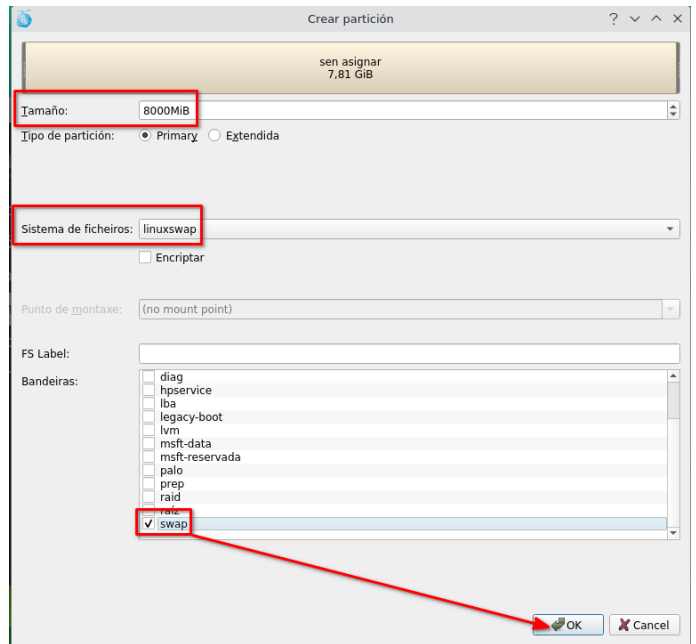 Crear partición
sen asignar
7,81 GiB
Tamaño: 8000MiB
Tipo de partición: Primary Extendida
Sistema de ficheiros: linuxswap
Encriptar
Punto de montaxe: (no mount point)
FS Label:
Bandeiras:
diag
hpservice
lba
legacy-boot
lvm
msft-data
msft-reservada
palo
prep
raid
raíz
swap
OK Cancel